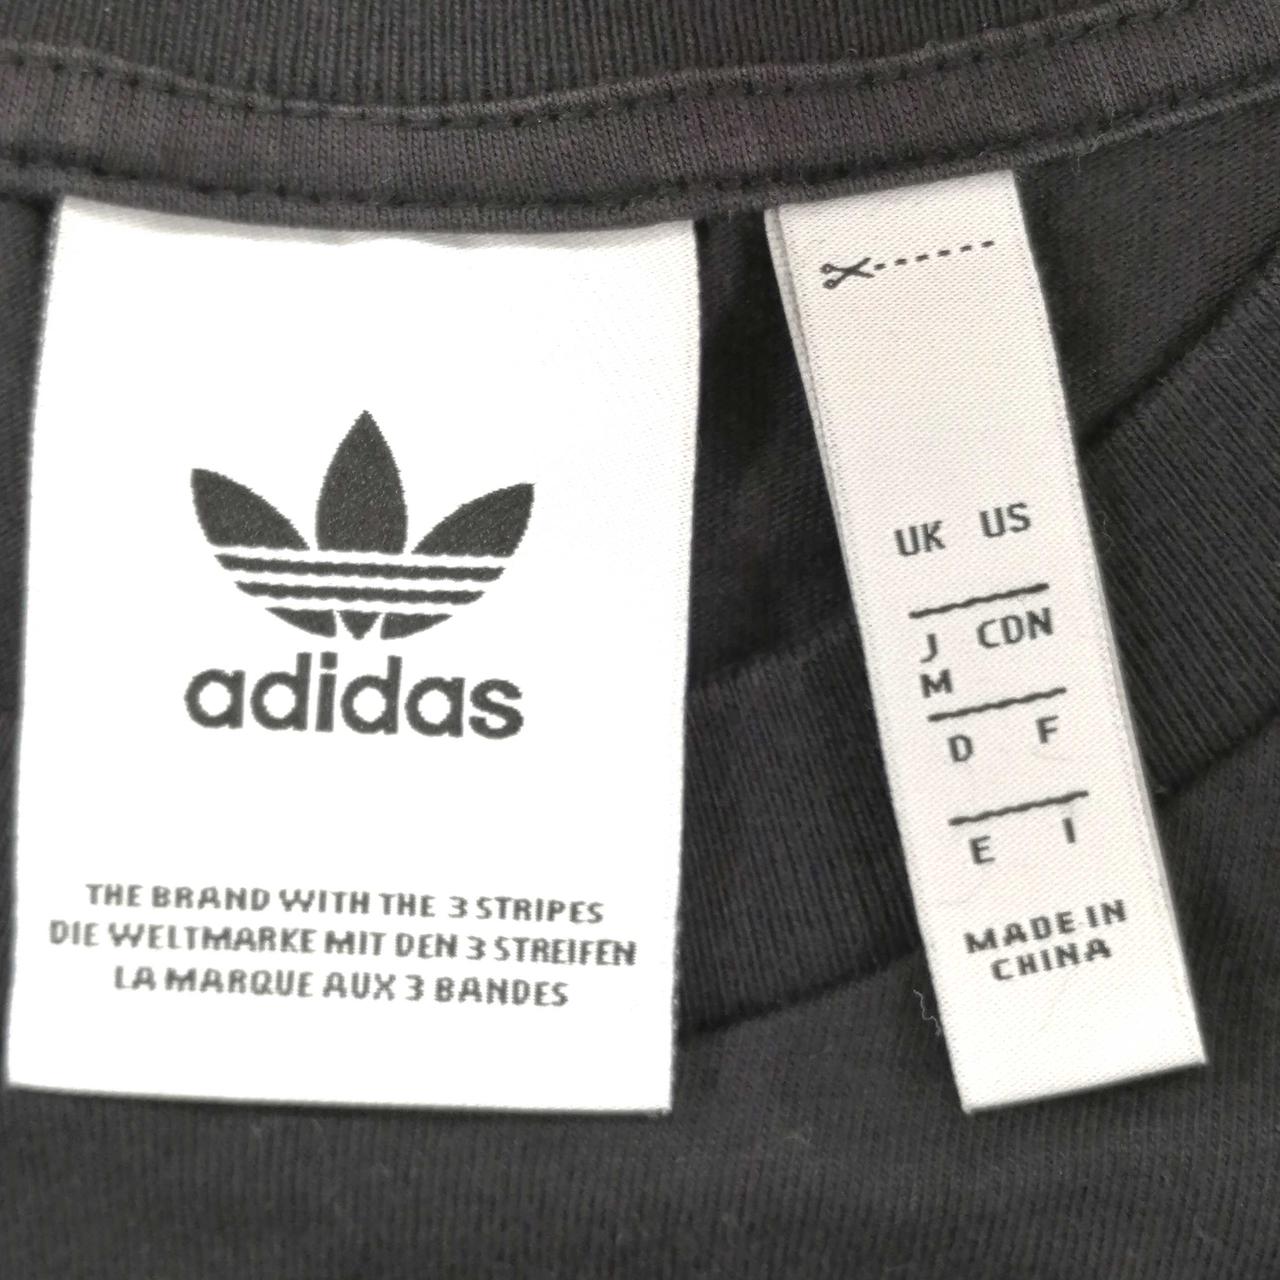 adidas
THE BRAND WITH THE 3 STRIPES
DIE WELTMARKE MIT DEN 3 STREIFEN
LA MARQUE AUX 3 BANDES
UK US
J CDN
M
D F
E I
MADE IN
CHINA